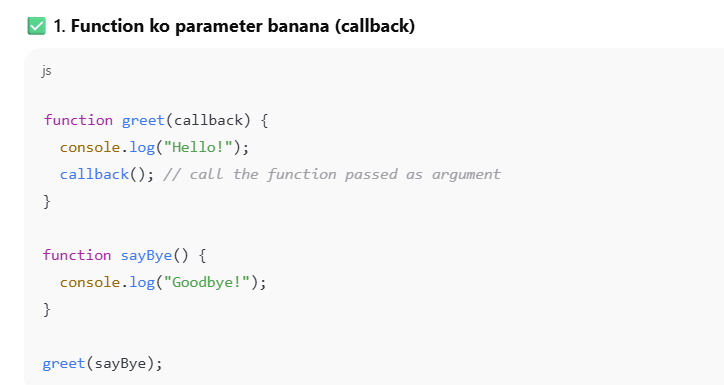 ✅ 1. Function ko parameter banana (callback)
js
function greet(callback) {
  console.log("Hello!");
  callback(); // call the function passed as argument
}
function sayBye() {
  console.log("Goodbye!");
}
greet(sayBye);